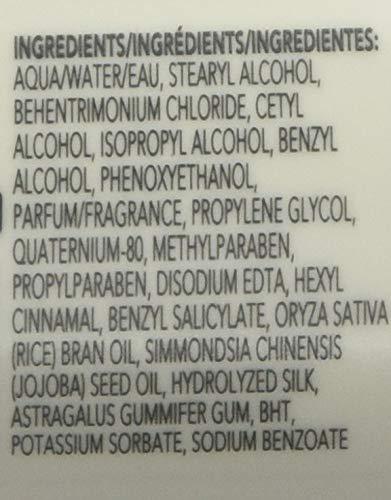 INGREDIENTS/INGRÉDIENTS/INGREDIENTES:
AQUA/WATER/EAU, STEARYL ALCOHOL,
BEHENTRIMONIUM CHLORIDE, CETYL
ALCOHOL, ISOPROPYL ALCOHOL, BENZYL
ALCOHOL, PHENOXYETHANOL,
PARFUM/FRAGRANCE, PROPYLENE GLYCOL,
QUATERNIUM-80, METHYLPARABEN,
PROPYLPARABEN, DISODIUM EDTA, HEXYL
CINNAMAL, BENZYL SALICYLATE, ORYZA SATIVA
(RICE) BRAN OIL, SIMMONDSIA CHINENSIS
(JOJOBA) SEED OIL, HYDROLYZED SILK,
ASTRAGALUS GUMMIFER GUM, BHT,
POTASSIUM SORBATE, SODIUM BENZOATE